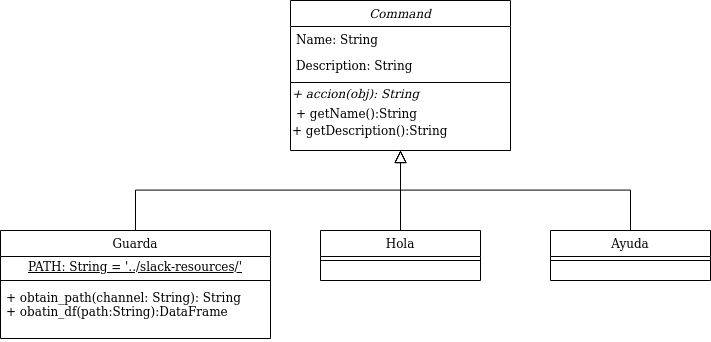 Command
Name: String
Description: String
+ accion(obj): String
+ getName():String
+ getDescription():String
Guarda
PATH: String = '../slack-resources/'
+ obtain_path(channel: String): String
+ obatin_df(path:String):DataFrame
Hola
Ayuda